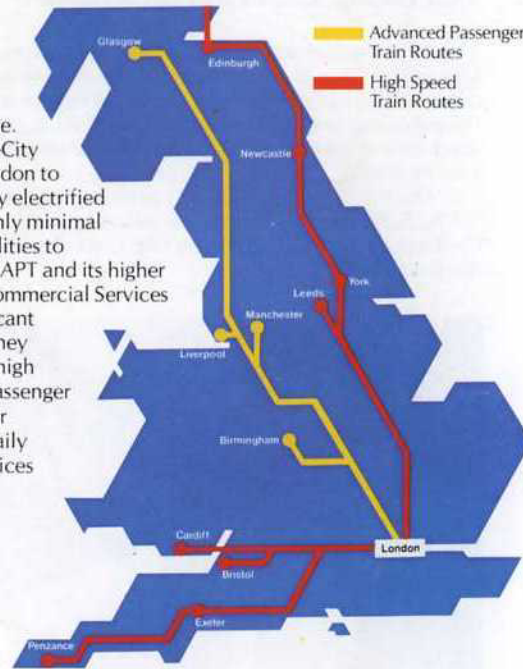 Advanced Passenger
Train Routes
High Speed
Train Routes
e.
-City
don to
y electrified
nly minimal
lities to
APT and its higher
ommercial Services
cant
ney
high
assenger
r
aily
ices
Glasgow
Edinburgh
Newcastle
York
Leeds
Manchester
Liverpool
Birmingham
Cardiff
London
Bristol
Exeter
Penzance